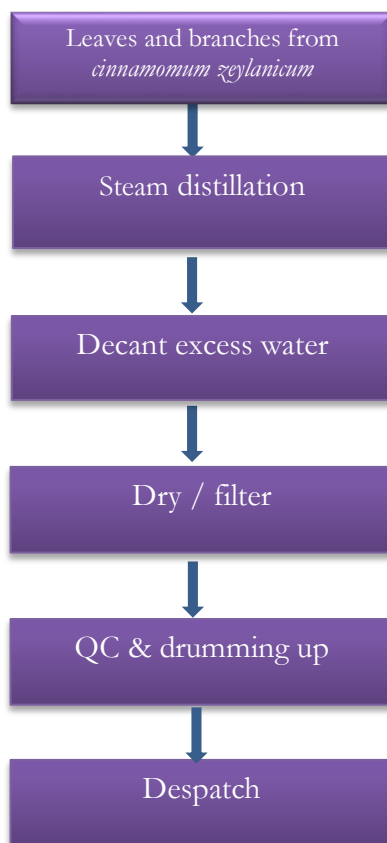 Leaves and branches from
cinnamomum zeylanicum
Steam distillation
Decant excess water
Dry / filter
QC & drumming up
Despatch